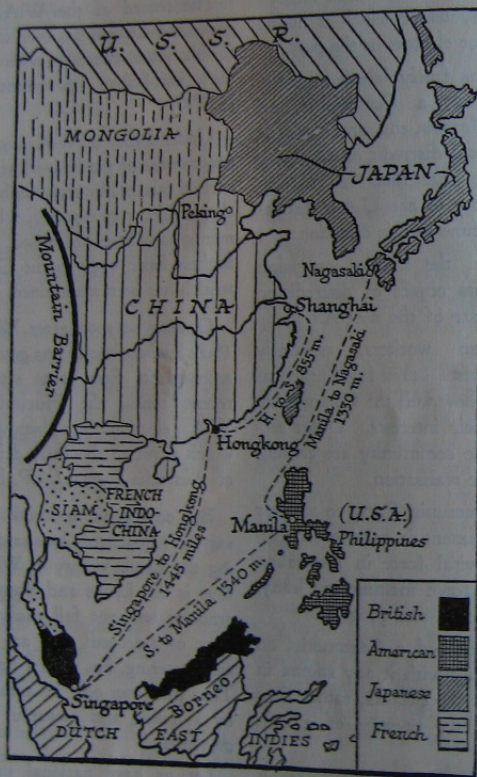 U. S. S. R.
MONGOLIA
JAPAN
Peking
Nagasaki
Mountain Barrier
CHINA
Shanghai
H. to S. 855 m.
Manila to Nagasaki
1330 m.
Hongkong
FRENCH
INDO-
CHINA
SIAM
Singapore to Hongkong
1445 miles
Manila
(U.S.A.)
Philippines
S. to Manila 1340 m.
British
American
Japanese
French
Singapore
Borneo
DUTCH EAST INDIES